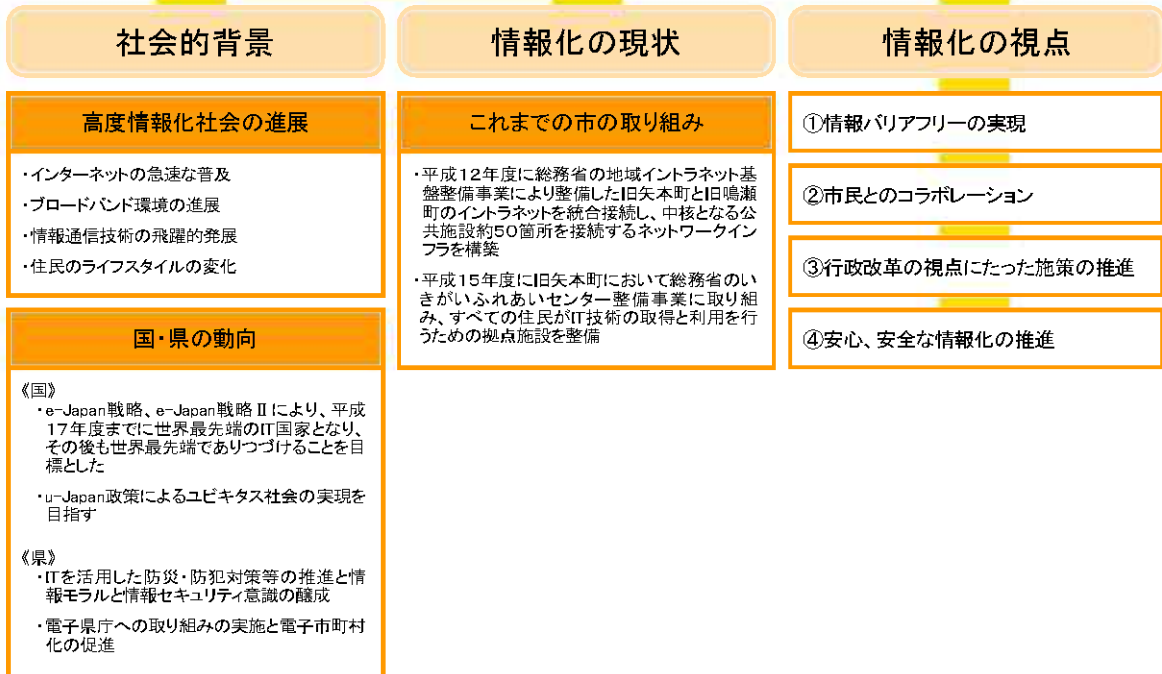 社会的背景
高度情報化社会の進展
・インターネットの急速な普及
・ブロードバンド環境の進展
・情報通信技術の飛躍的発展
・住民のライフスタイルの変化
国・県の動向
《国》
・e-Japan戦略、e-Japan戦略Ⅱにより、平成
17年度までに世界最先端のIT国家となり、
その後も世界最先端でありつづけることを目
標とした
・u-Japan政策によるユビキタス社会の実現を
目指す
《県》
・ITを活用した防災・防犯対策等の推進と情
報モラルと情報セキュリティ意識の醸成
・電子県庁への取り組みの実施と電子市町村
化の促進
情報化の現状
これまでの市の取り組み
・平成12年度に総務省の地域イントラネット基
盤整備事業により整備した旧矢本町と旧鳴瀬
町のイントラネットを統合接続し、中核となる公
共施設約50箇所を接続するネットワークイン
フラを構築
・平成15年度に旧矢本町において総務省のい
きがいふれあいセンター整備事業に取り組
み、すべての住民がIT技術の取得と利用を行
うための拠点施設を整備
情報化の視点
①情報バリアフリーの実現
②市民とのコラボレーション
③行政改革の視点にたった施策の推進
④安心、安全な情報化の推進